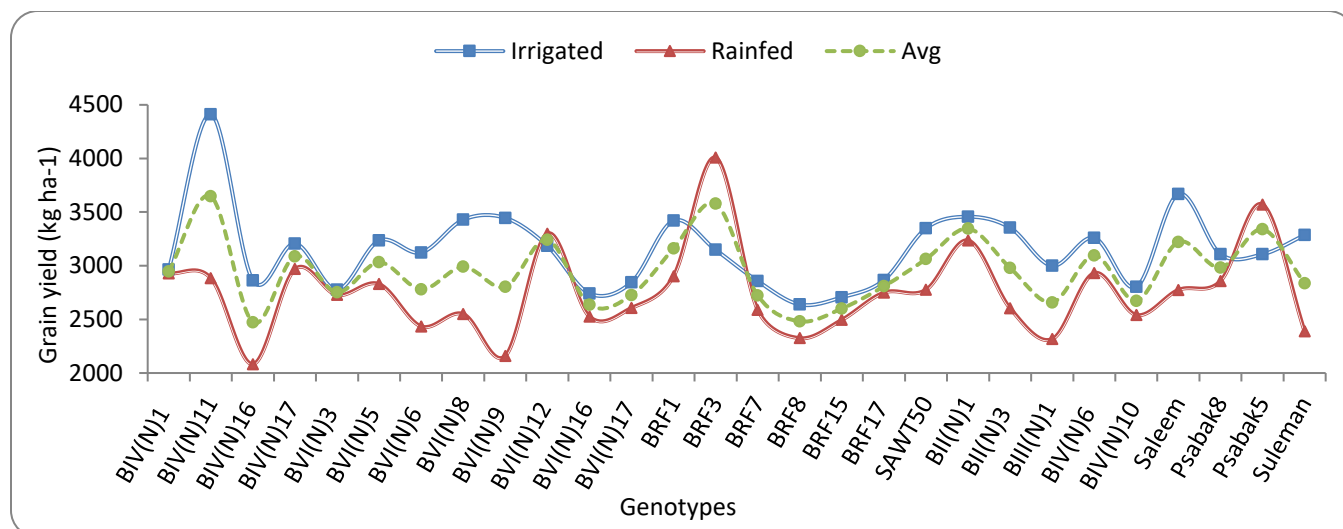 Irrigated Rainfed Avg
Grain yield (kg ha-1)
4500
4000
3500
3000
2500
2000
BIV(N)1
BIV(N)11
BIV(N)16
BIV(N)17
BVI(N)3
BVI(N)5
BVI(N)6
BVI(N)8
BVI(N)9
BVI(N)12
BVI(N)16
BVI(N)17
BRF1
BRF3
BRF7
BRF8
BRF15
BRF17
SAWT50
BII(N)1
BII(N)3
BIII(N)1
BIV(N)6
BIV(N)10
Saleem
Psabak8
Psabak5
Suleman
Genotypes